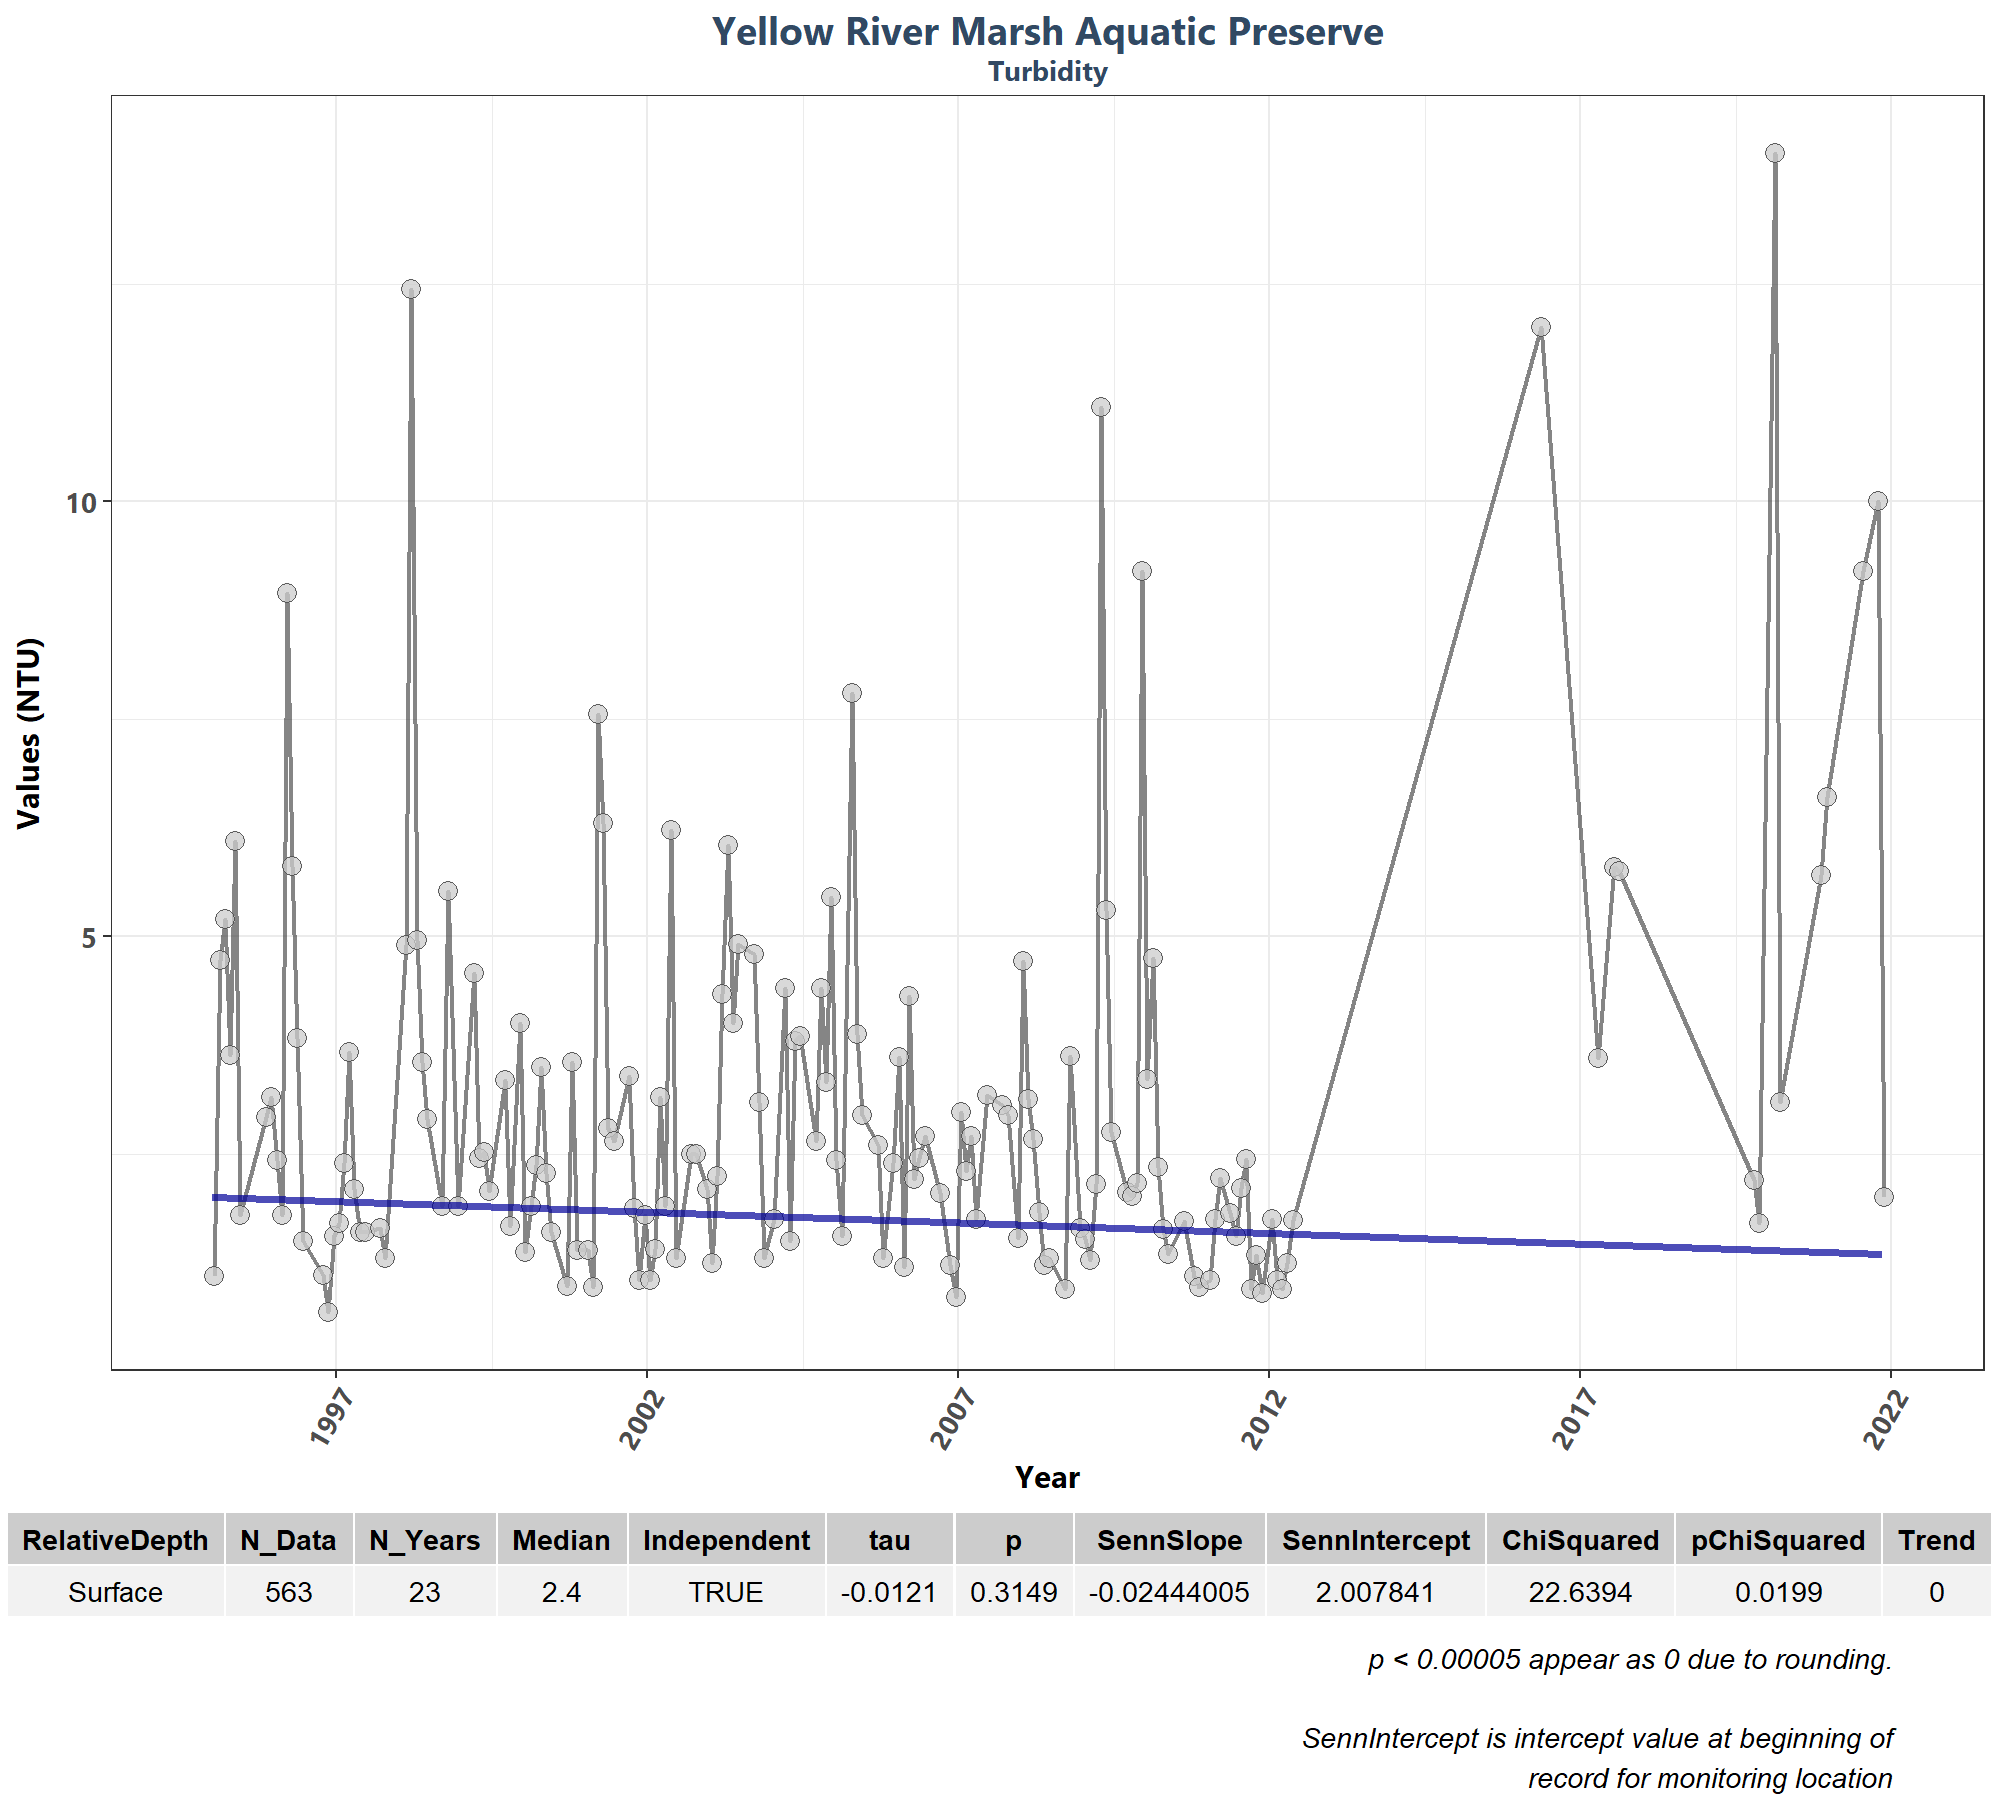 Yellow River Marsh Aquatic Preserve
Turbidity
Values (NTU)
10
5
1997 2002 2007 2012 2017 2022
Year
RelativeDepth N_Data N_Years Median Independent tau p SennSlope SennIntercept ChiSquared pChiSquared Trend
Surface 563 23 2.4 TRUE -0.0121 0.3149 -0.02444005 2.007841 22.6394 0.0199 0
p < 0.00005 appear as 0 due to rounding.
SennIntercept is intercept value at beginning of
record for monitoring location